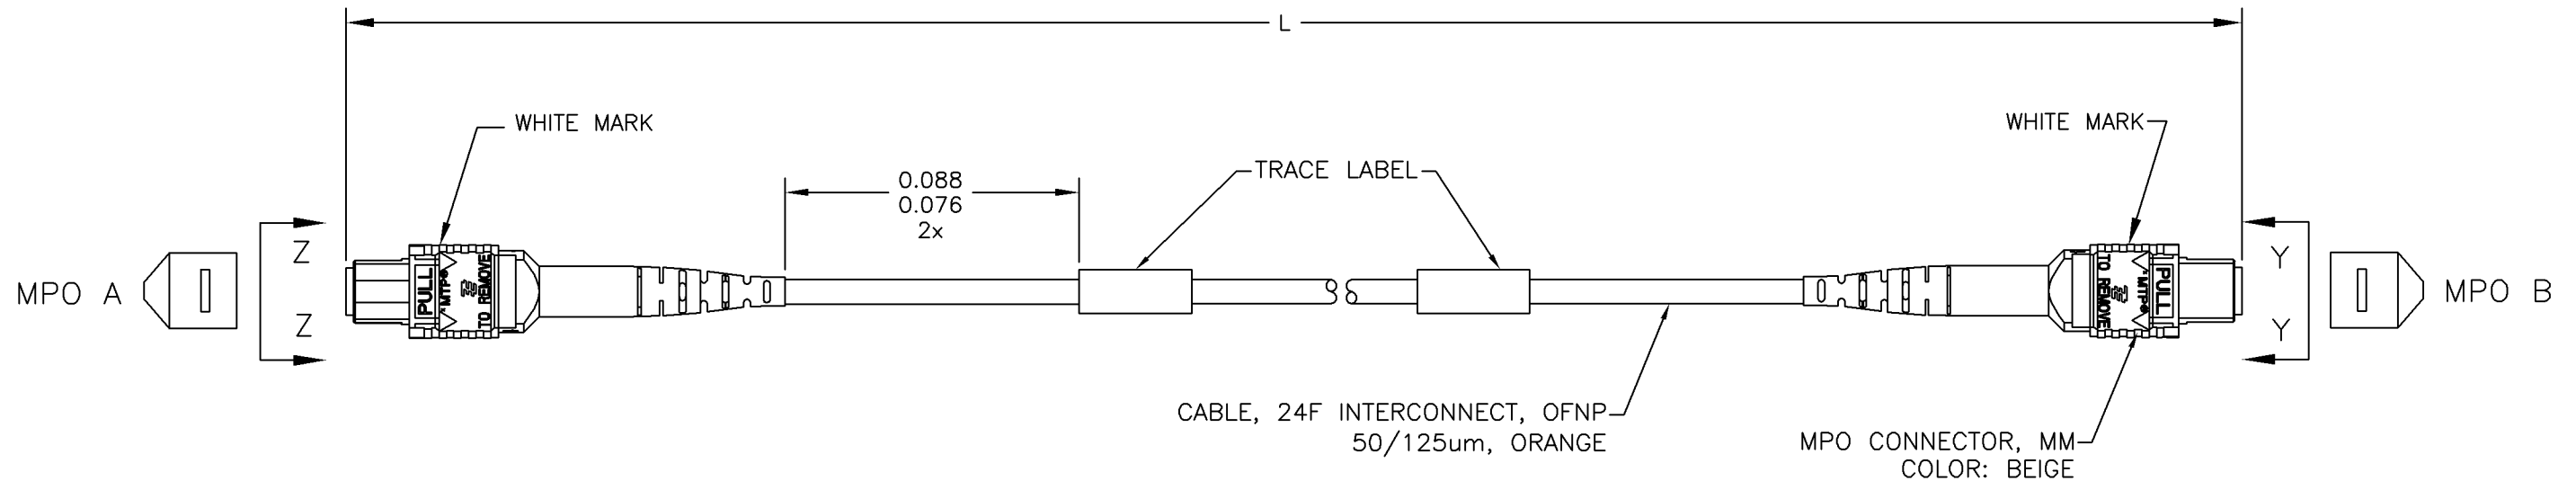 L
WHITE MARK
WHITE MARK
TRACE LABEL
0.088
0.076
2x
Z
Z
MPO A
PULL
MTP®
TO REMOVE
PULL
MTP®
TO REMOVE
Y
Y
MPO B
CABLE, 24F INTERCONNECT, OFNP
50/125um, ORANGE
MPO CONNECTOR, MM
COLOR: BEIGE